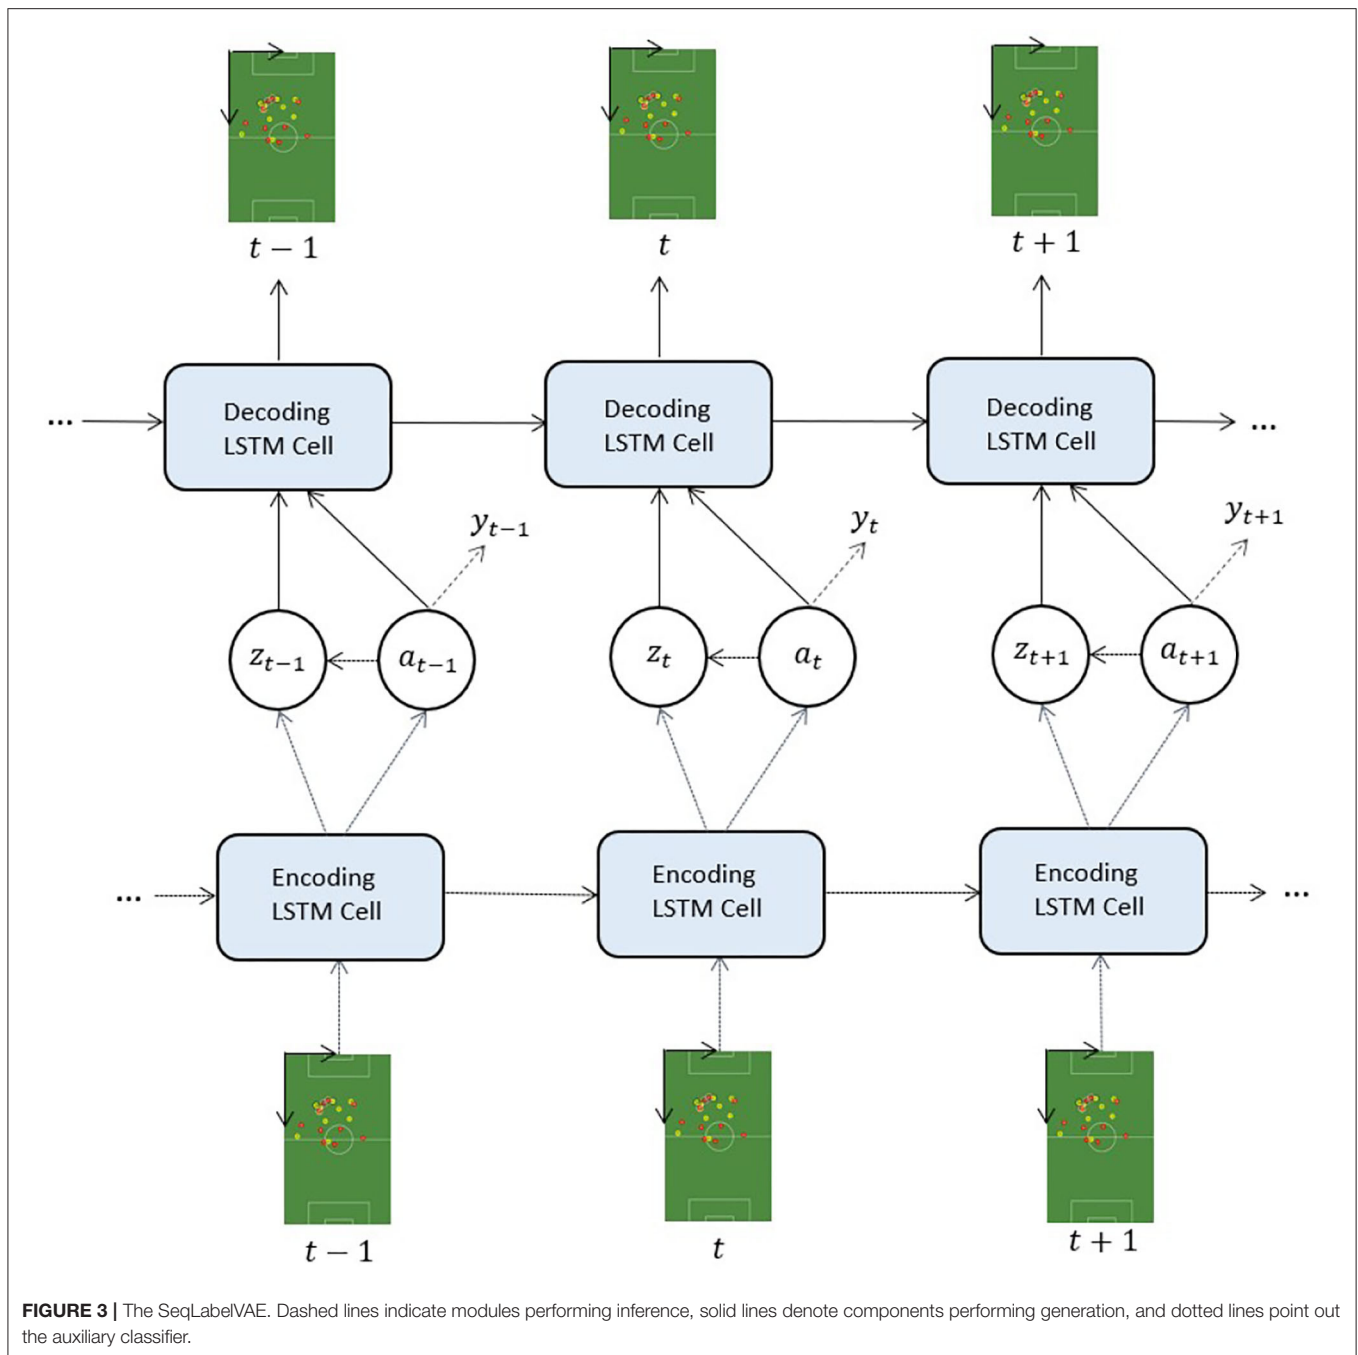 t − 1 t t + 1
... Decoding LSTM Cell Decoding LSTM Cell Decoding LSTM Cell ...
y_{t−1} y_t y_{t+1}
z_{t−1} a_{t−1} z_t a_t z_{t+1} a_{t+1}
... Encoding LSTM Cell Encoding LSTM Cell Encoding LSTM Cell ...
t − 1 t t + 1
FIGURE 3 | The SeqLabelVAE. Dashed lines indicate modules performing inference, solid lines denote components performing generation, and dotted lines point out
the auxiliary classifier.